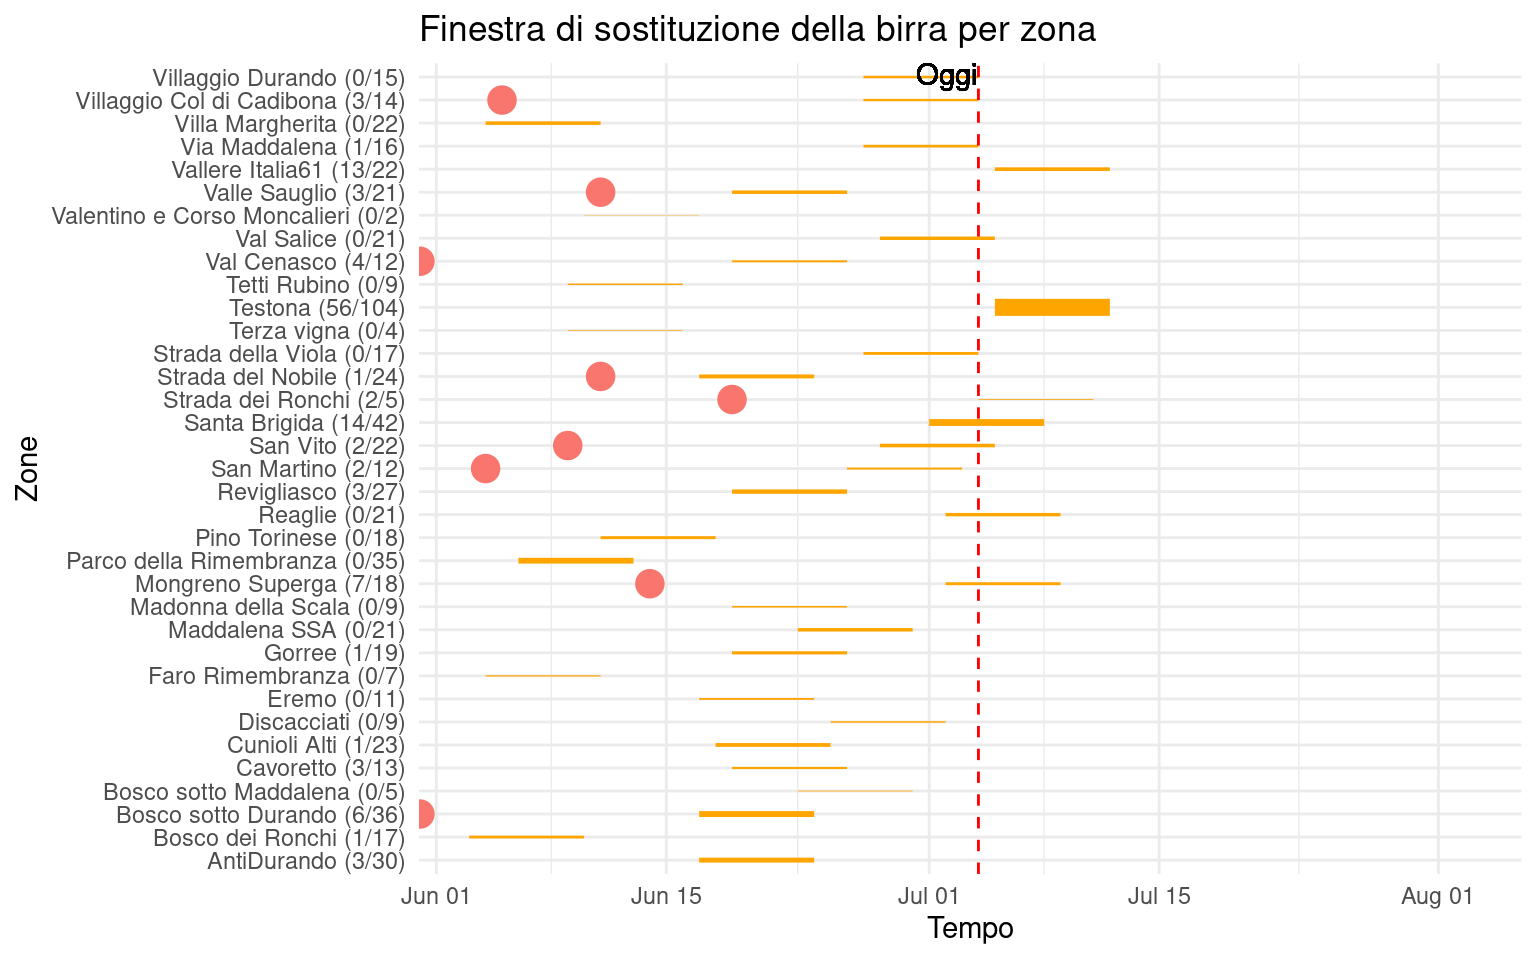 Finestra di sostituzione della birra per zona
Oggi
Villaggio Durando (0/15)
Villaggio Col di Cadibona (3/14)
Villa Margherita (0/22)
Via Maddalena (1/16)
Vallere Italia61 (13/22)
Valle Sauglio (3/21)
Valentino e Corso Moncalieri (0/2)
Val Salice (0/21)
Val Cenasco (4/12)
Tetti Rubino (0/9)
Testona (56/104)
Terza vigna (0/4)
Strada della Viola (0/17)
Strada del Nobile (1/24)
Strada dei Ronchi (2/5)
Santa Brigida (14/42)
San Vito (2/22)
San Martino (2/12)
Revigliasco (3/27)
Reaglie (0/21)
Pino Torinese (0/18)
Parco della Rimembranza (0/35)
Mongreno Superga (7/18)
Madonna della Scala (0/9)
Maddalena SSA (0/21)
Gorree (1/19)
Faro Rimembranza (0/7)
Eremo (0/11)
Discacciati (0/9)
Cunioli Alti (1/23)
Cavoretto (3/13)
Bosco sotto Maddalena (0/5)
Bosco sotto Durando (6/36)
Bosco dei Ronchi (1/17)
AntiDurando (3/30)
Zone
Jun 01 Jun 15 Jul 01 Jul 15 Aug 01
Tempo